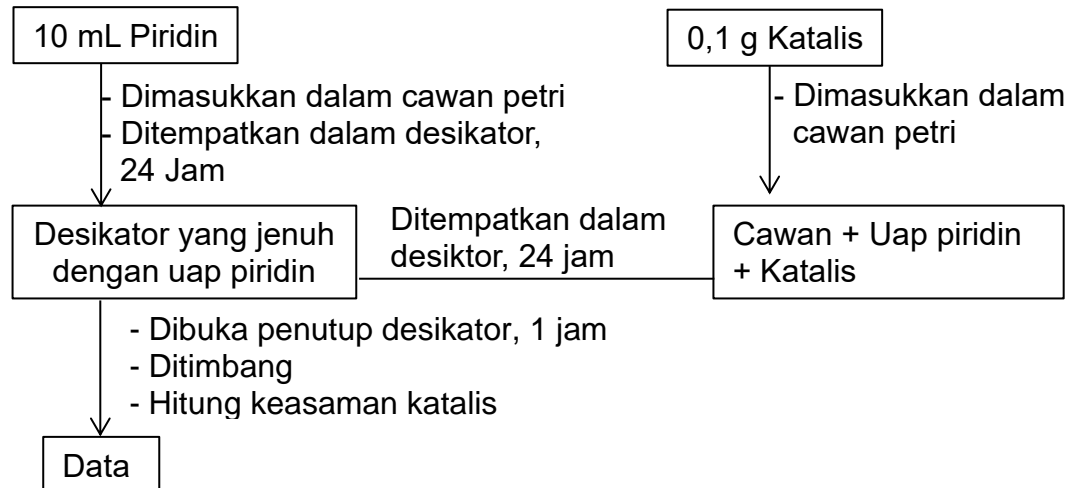 10 mL Piridin
- Dimasukkan dalam cawan petri
- Ditempatkan dalam desikator,
24 Jam
0,1 g Katalis
- Dimasukkan dalam
cawan petri
Desikator yang jenuh
dengan uap piridin
Ditempatkan dalam
desiktor, 24 jam
Cawan + Uap piridin
+ Katalis
- Dibuka penutup desikator, 1 jam
- Ditimbang
- Hitung keasaman katalis
Data